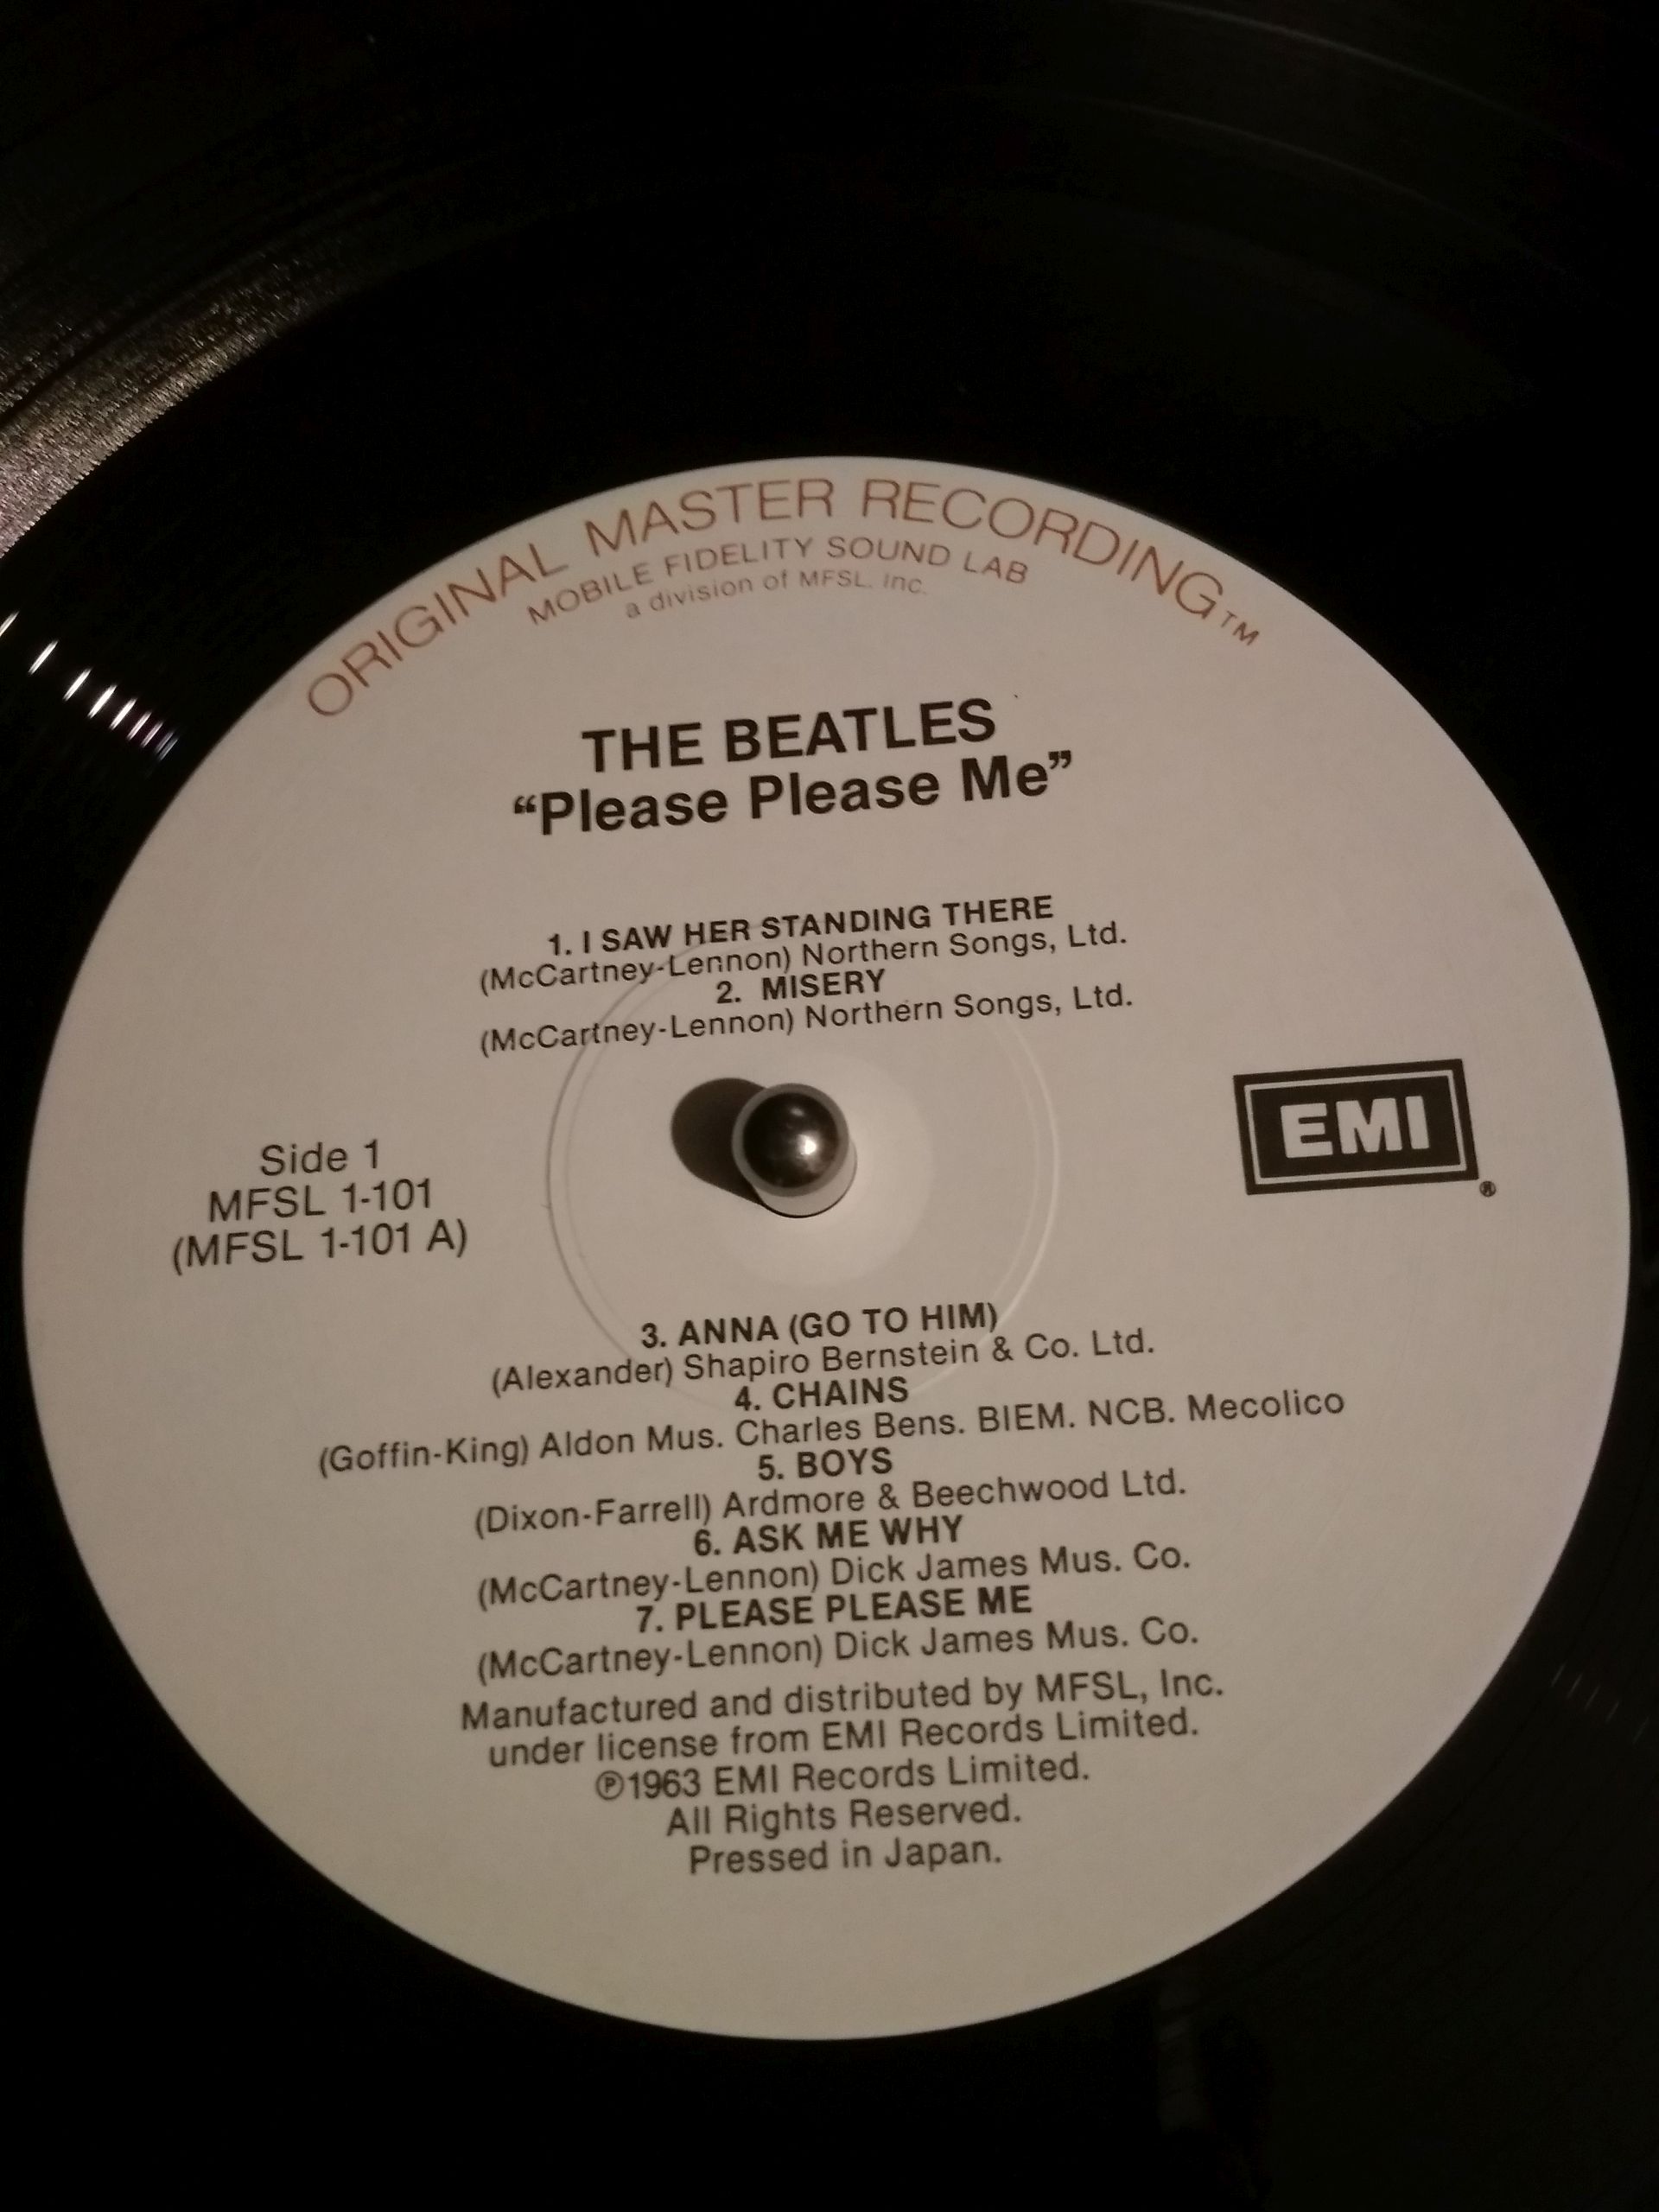 ORIGINAL MASTER RECORDING™
MOBILE FIDELITY SOUND LAB
a division of MFSL, Inc.
THE BEATLES
“Please Please Me”
1. I SAW HER STANDING THERE
(McCartney-Lennon) Northern Songs, Ltd.
2. MISERY
(McCartney-Lennon) Northern Songs, Ltd.
Side 1
MFSL 1-101
(MFSL 1-101 A)
EMI®
3. ANNA (GO TO HIM)
(Alexander) Shapiro Bernstein & Co. Ltd.
4. CHAINS
(Goffin-King) Aldon Mus. Charles Bens. BIEM. NCB. Mecolico
5. BOYS
(Dixon-Farrell) Ardmore & Beechwood Ltd.
6. ASK ME WHY
(McCartney-Lennon) Dick James Mus. Co.
7. PLEASE PLEASE ME
(McCartney-Lennon) Dick James Mus. Co.
Manufactured and distributed by MFSL, Inc.
under license from EMI Records Limited.
℗1963 EMI Records Limited.
All Rights Reserved.
Pressed in Japan.